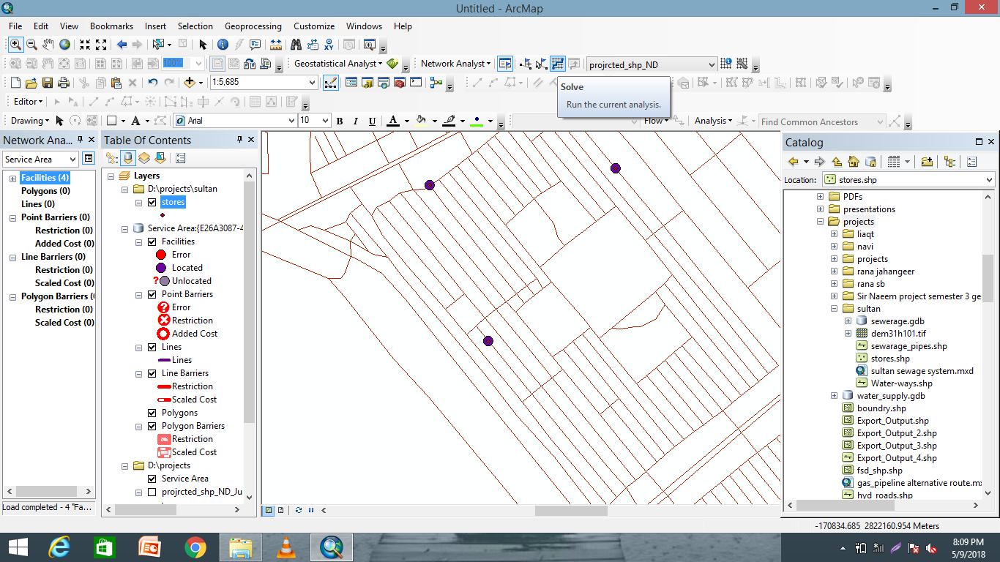 Untitled - ArcMap
File Edit View Bookmarks Insert Selection Geoprocessing Customize Windows Help
100% Geostatistical Analyst Network Analyst projrcted_shp_ND
1:5,685
Solve
Run the current analysis.
Editor
Drawing A Arial 10 B I U A Flow Analysis Find Common Ancestors
Network Ana...
Service Area
Facilities (4)
Polygons (0)
Lines (0)
Point Barriers (0)
Restriction (0)
Added Cost (0)
Line Barriers (0)
Restriction (0)
Scaled Cost (0)
Polygon Barriers (
Restriction (0)
Scaled Cost (0)
Load completed - 4 "Fa...
Table Of Contents
Layers
D:\projects\sultan
stores
Service Area:{E26A3087-4
Facilities
Error
Located
Unlocated
Point Barriers
Error
Restriction
Added Cost
Lines
Lines
Line Barriers
Restriction
Scaled Cost
Polygons
Polygon Barriers
Restriction
Scaled Cost
D:\projects
Service Area
projrcted_shp_ND_Ju
Catalog
Location: stores.shp
PDFs
presentations
projects
liaqt
navi
projects
rana jahangeer
rana sb
Sir Naeem project semester 3 ge
sultan
sewerage.gdb
dem31h101.tif
sewarage_pipes.shp
stores.shp
sultan sewage system.mxd
Water-ways.shp
water_supply.gdb
boundry.shp
Export_Output.shp
Export_Output_2.shp
Export_Output_3.shp
Export_Output_4.shp
fsd_shp.shp
gas_pipeline alternative route.mx
hyd_roads.shp
-170834.685 2822160.954 Meters
8:09 PM
5/9/2018